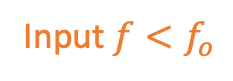 Input f < fₒ